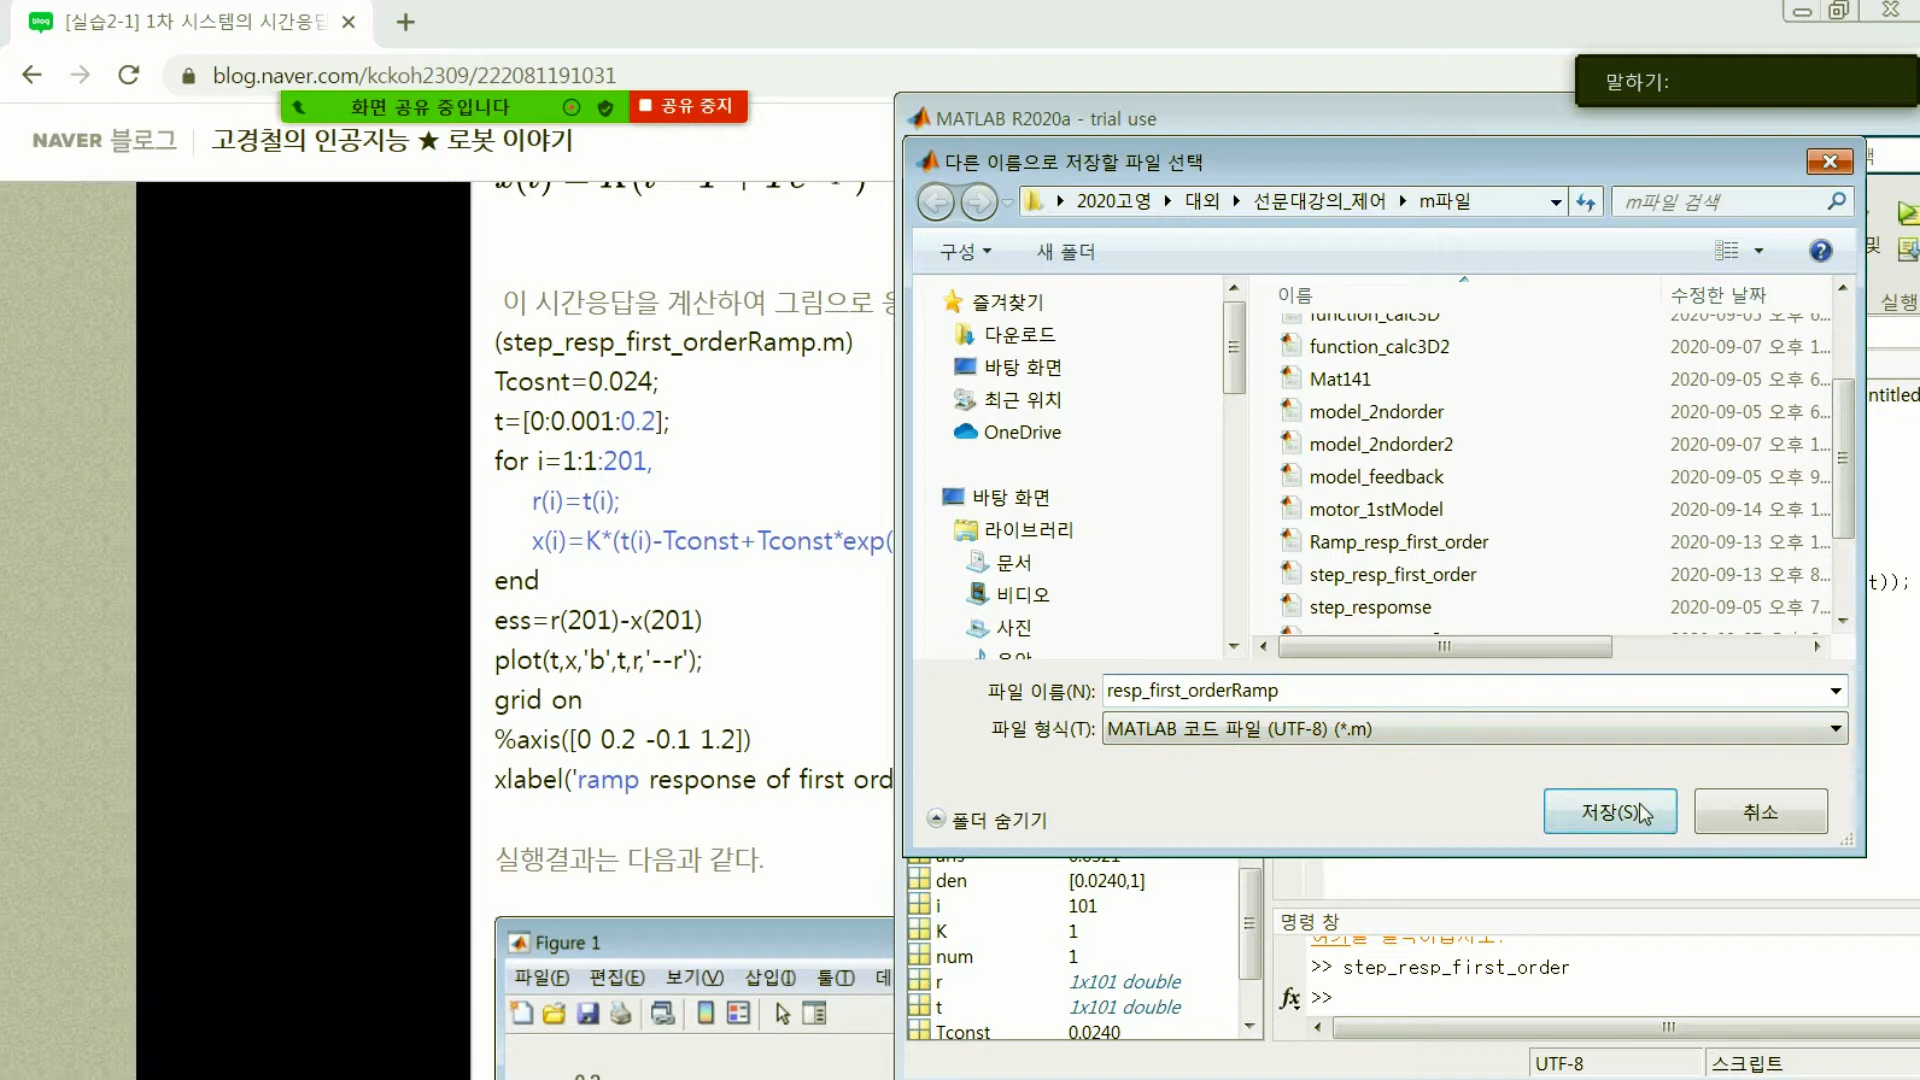 [실습2-1] 1차 시스템의 시간응답
blog.naver.com/kckoh2309/222081191031
말하기:
화면 공유 중입니다
공유 중지
NAVER 블로그
고경철의 인공지능 ★ 로봇 이야기
이 시간응답을 계산하여 그림으로
(step_resp_first_orderRamp.m)
Tcosnt=0.024;
t=[0:0.001:0.2];
for i=1:1:201,
r(i)=t(i);
x(i)=K*(t(i)-Tconst+Tconst*exp(
end
ess=r(201)-x(201)
plot(t,x,'b',t,r,'--r');
grid on
%axis([0 0.2 -0.1 1.2])
xlabel('ramp response of first ord
실행결과는 다음과 같다.
Figure 1
파일(F) 편집(E) 보기(V) 삽입(I) 툴(T) 데
MATLAB R2020a - trial use
다른 이름으로 저장할 파일 선택
2020고영 대외 선문대강의_제어 m파일
m파일 검색
구성 새 폴더
즐겨찾기
다운로드
바탕 화면
최근 위치
OneDrive
바탕 화면
라이브러리
문서
비디오
사진
음악
이름 수정한 날짜
function_calc3D 2020-09-05 오후 6...
function_calc3D2 2020-09-07 오후 1...
Mat141 2020-09-05 오후 6...
model_2ndorder 2020-09-05 오후 6...
model_2ndorder2 2020-09-07 오후 1...
model_feedback 2020-09-05 오후 9...
motor_1stModel 2020-09-14 오후 1...
Ramp_resp_first_order 2020-09-13 오후 1...
step_resp_first_order 2020-09-13 오후 8...
step_respomse 2020-09-05 오후 7...
파일 이름(N): resp_first_orderRamp
파일 형식(T): MATLAB 코드 파일 (UTF-8) (*.m)
폴더 숨기기
저장(S) 취소
및
실행
ntitled
t));
ans 0.0321
den [0.0240,1]
i 101
K 1
num 1
r 1x101 double
t 1x101 double
Tconst 0.0240
명령 창
>> step_resp_first_order
fx >>
UTF-8 스크립트